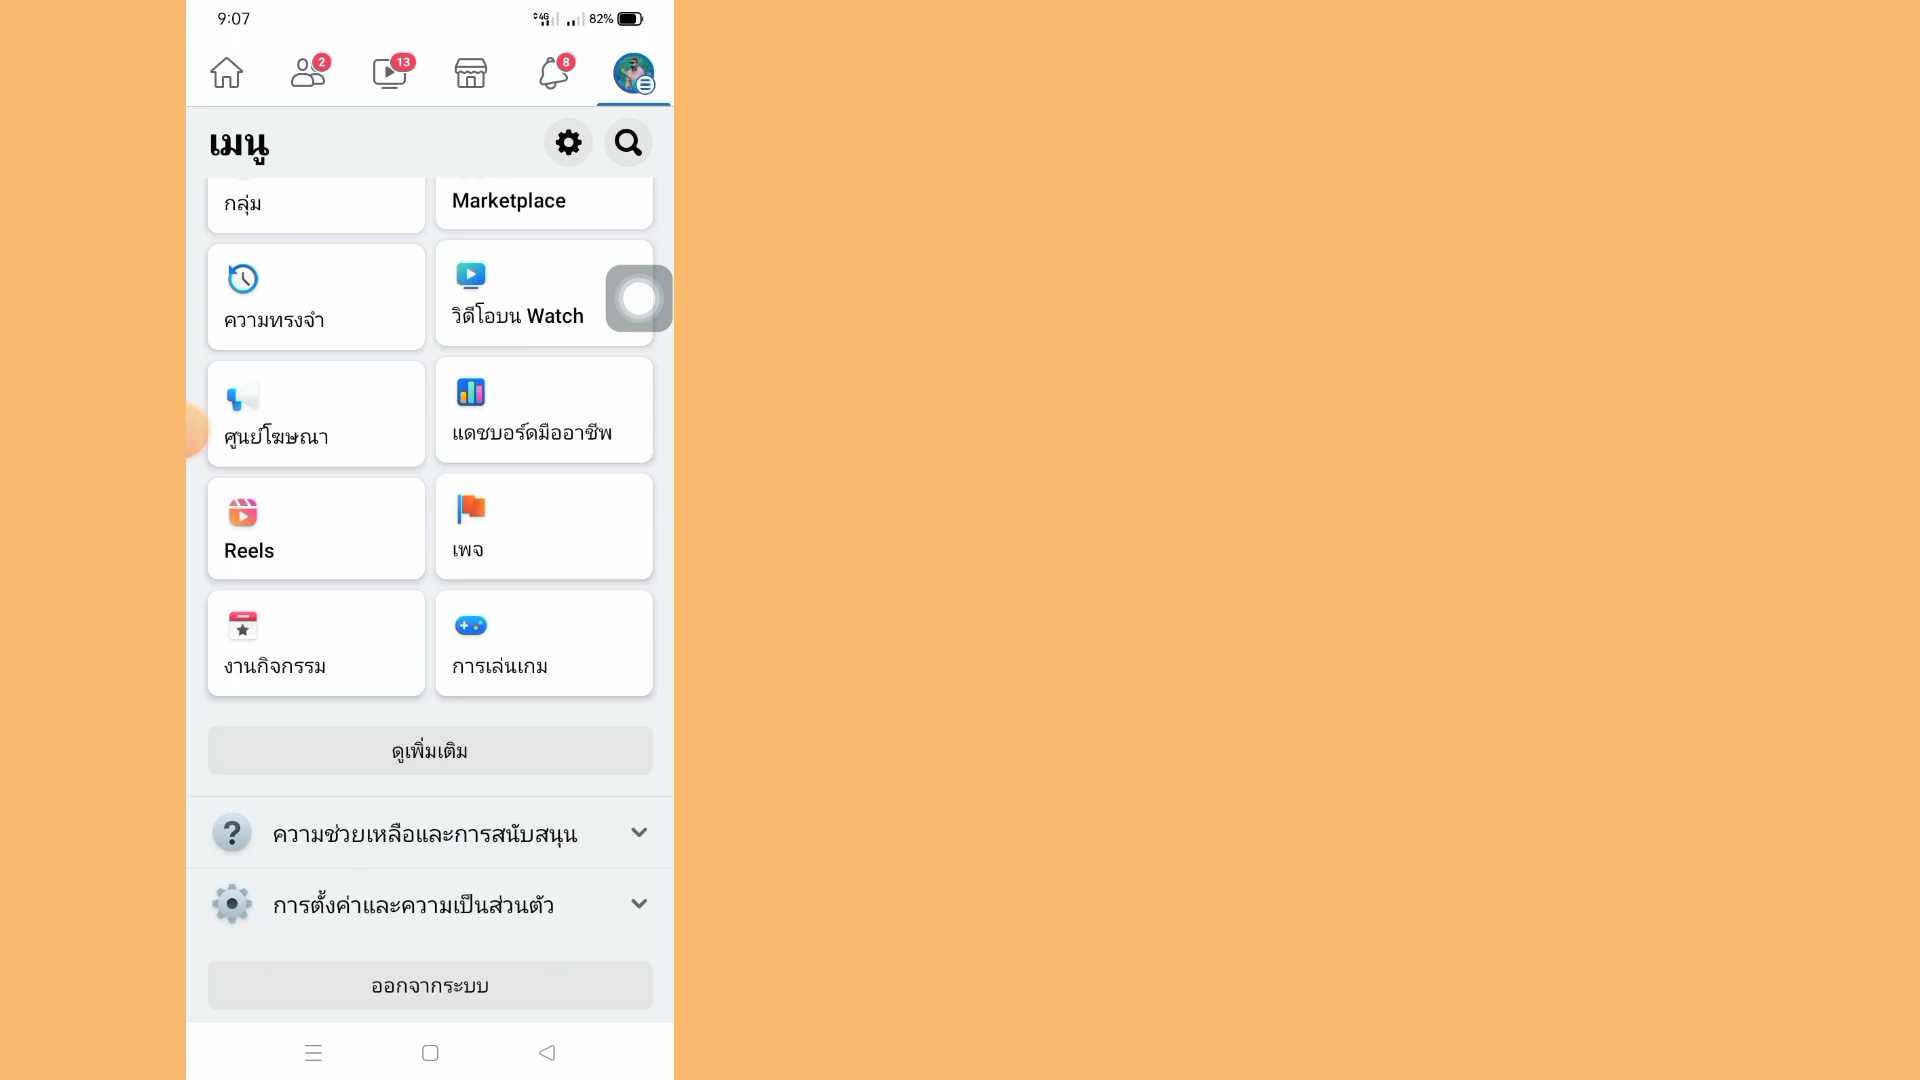 9:07
4G
82%
2
13
8
เมนู
กลุ่ม
Marketplace
ความทรงจำ
วิดีโอบน Watch
ศูนย์โฆษณา
แดชบอร์ดมืออาชีพ
Reels
เพจ
งานกิจกรรม
การเล่นเกม
ดูเพิ่มเติม
ความช่วยเหลือและการสนับสนุน
การตั้งค่าและความเป็นส่วนตัว
ออกจากระบบ